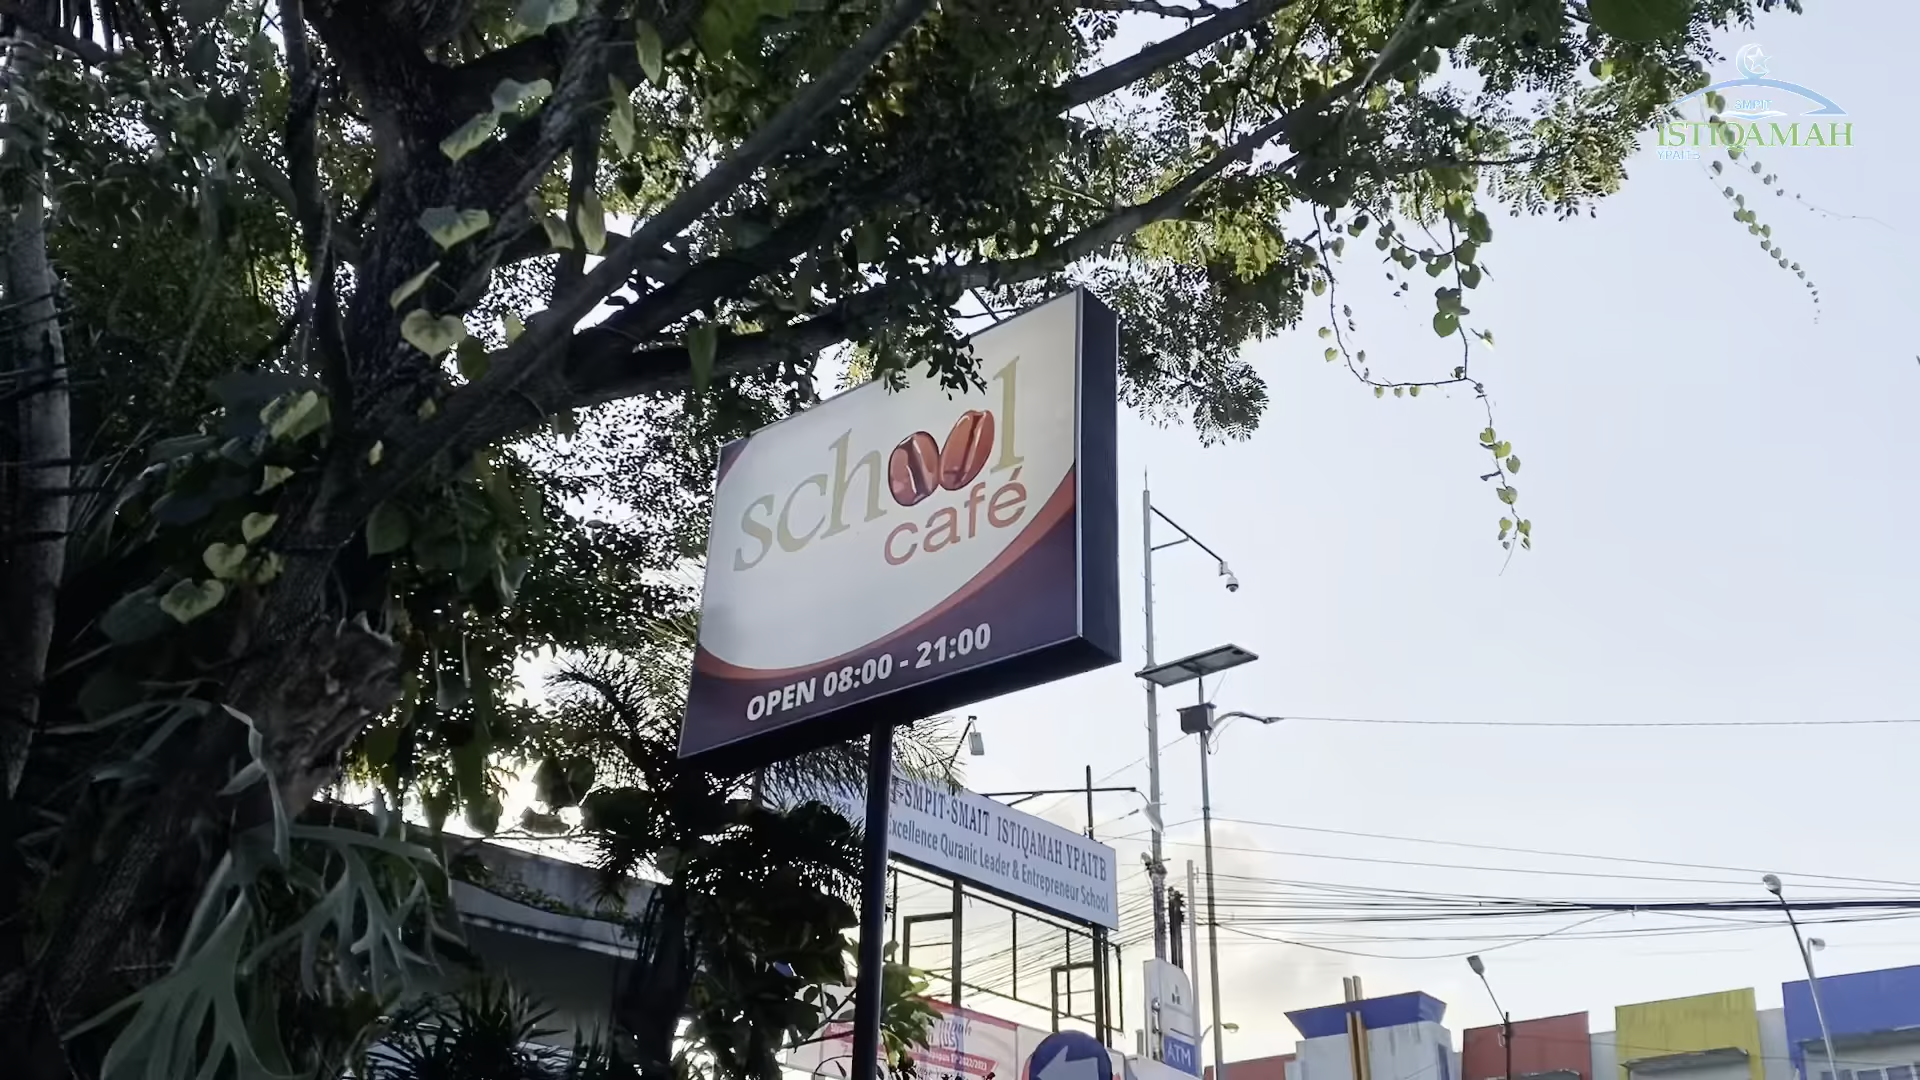 SMPIT
ISTIQAMAH
YPAITB
school
café
OPEN 08:00 - 21:00
-SMPIT-SMAIT ISTIQAMAH YPAITB
Excellence Quranic Leader & Entrepreneur School
ATM